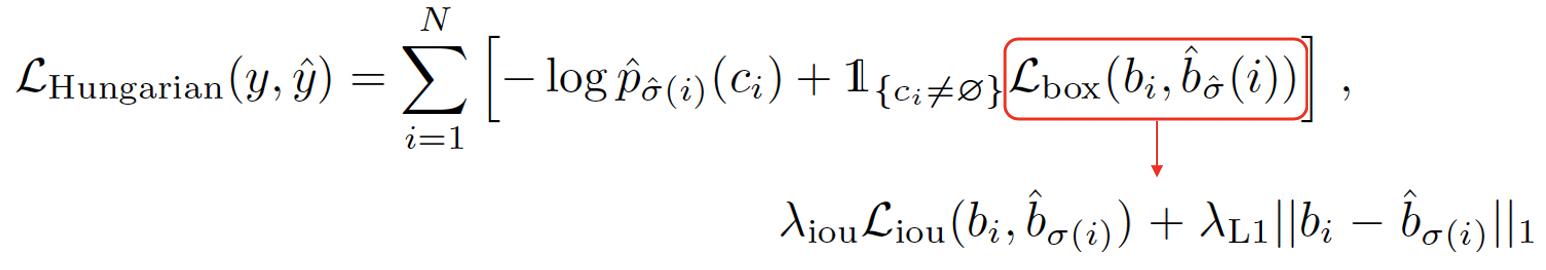 $\mathcal{L}_{\text{Hungarian}}(y, \hat{y}) = \sum_{i=1}^{N} \left[ -\log \hat{p}_{\hat{\sigma}(i)}(c_i) + \mathbb{1}_{\{c_i \neq \varnothing\}} \mathcal{L}_{\text{box}}(b_i, \hat{b}_{\hat{\sigma}}(i)) \right],$
$\lambda_{\text{iou}} \mathcal{L}_{\text{iou}}(b_i, \hat{b}_{\sigma(i)}) + \lambda_{\text{L1}} ||b_i - \hat{b}_{\sigma(i)}||_1$